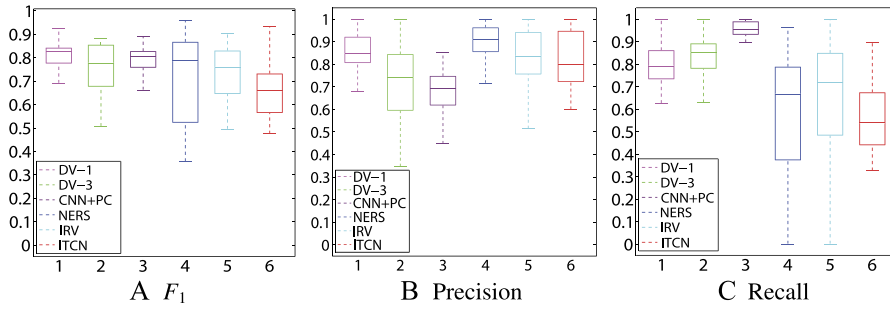 1
0.9
0.8
0.7
0.6
0.5
0.4
0.3
0.2
0.1
0
DV−1
DV−3
CNN+PC
NERS
IRV
ITCN
1 2 3 4 5 6
A F1
1
0.9
0.8
0.7
0.6
0.5
0.4
0.3
0.2
0.1
0
DV−1
DV−3
CNN+PC
NERS
IRV
ITCN
1 2 3 4 5 6
B Precision
1
0.9
0.8
0.7
0.6
0.5
0.4
0.3
0.2
0.1
0
DV−1
DV−3
CNN+PC
NERS
IRV
ITCN
1 2 3 4 5 6
C Recall